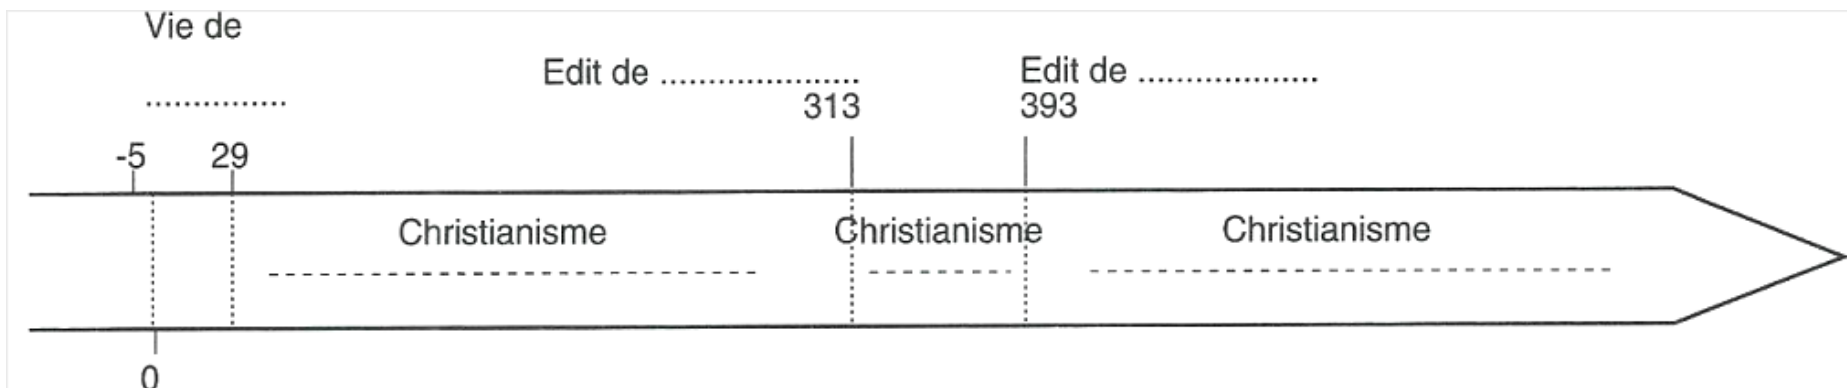 Vie de
..............
Edit de .....................
313
Edit de ...................
393
-5
29
Christianisme
Christianisme
Christianisme
0